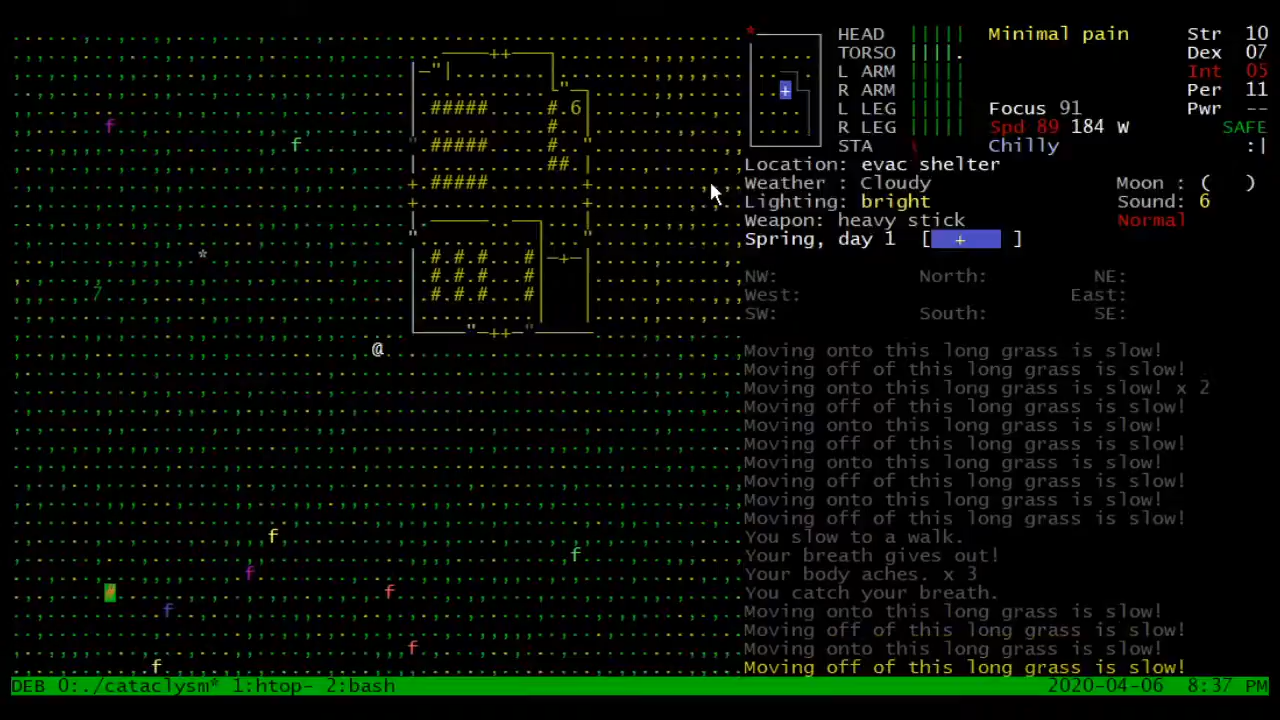 HEAD ||||| Minimal pain Str 10
TORSO ||||. Dex 07
L ARM ||||| Int 05
R ARM ||||| Per 11
L LEG ||||| Focus 91 Pwr --
R LEG ||||| Spd 89 184 W SAFE
STA \ Chilly :|
Location: evac shelter
Weather : Cloudy Moon : ( )
Lighting: bright Sound: 6
Weapon: heavy stick Normal
Spring, day 1 [ + ]
NW: North: NE:
West: East:
SW: South: SE:
Moving onto this long grass is slow!
Moving off of this long grass is slow!
Moving onto this long grass is slow! x 2
Moving off of this long grass is slow!
Moving onto this long grass is slow!
Moving off of this long grass is slow!
Moving onto this long grass is slow!
Moving off of this long grass is slow!
Moving onto this long grass is slow!
Moving off of this long grass is slow!
You slow to a walk.
Your breath gives out!
Your body aches. x 3
You catch your breath.
Moving onto this long grass is slow!
Moving off of this long grass is slow!
Moving onto this long grass is slow!
Moving off of this long grass is slow!
DEB 0:./cataclysm* 1:htop- 2:bash 2020-04-06 8:37 PM